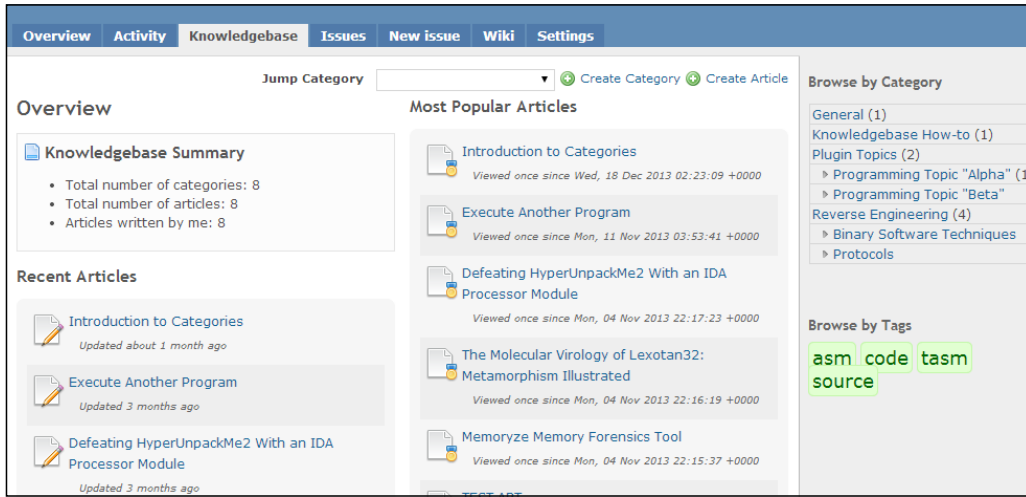 Overview Activity Knowledgebase Issues New issue Wiki Settings
Jump Category Create Category Create Article
Overview
Knowledgebase Summary
Total number of categories: 8
Total number of articles: 8
Articles written by me: 8
Recent Articles
Introduction to Categories
Updated about 1 month ago
Execute Another Program
Updated 3 months ago
Defeating HyperUnpackMe2 With an IDA
Processor Module
Updated 3 months ago
Most Popular Articles
Introduction to Categories
Viewed once since Wed, 18 Dec 2013 02:23:09 +0000
Execute Another Program
Viewed once since Mon, 11 Nov 2013 03:53:41 +0000
Defeating HyperUnpackMe2 With an IDA
Processor Module
Viewed once since Mon, 04 Nov 2013 22:17:23 +0000
The Molecular Virology of Lexotan32:
Metamorphism Illustrated
Viewed once since Mon, 04 Nov 2013 22:16:19 +0000
Memoryze Memory Forensics Tool
Viewed once since Mon, 04 Nov 2013 22:15:37 +0000
TEST ART
Browse by Category
General (1)
Knowledgebase How-to (1)
Plugin Topics (2)
Programming Topic "Alpha" (1
Programming Topic "Beta"
Reverse Engineering (4)
Binary Software Techniques
Protocols
Browse by Tags
asm code tasm
source